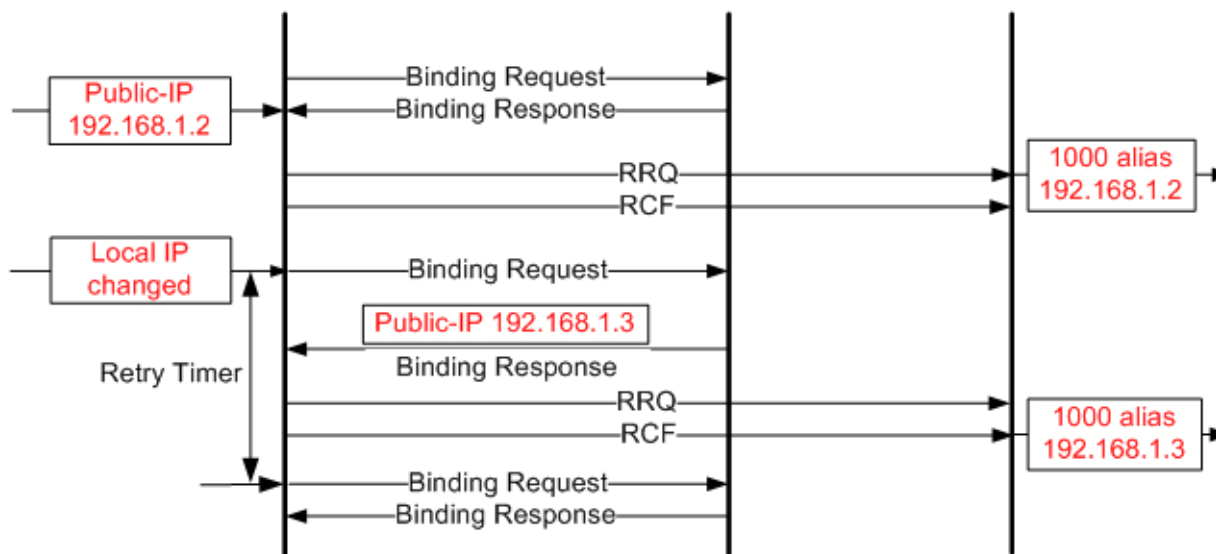 Binding Request
Public-IP
192.168.1.2
Binding Response
RRQ
1000 alias
192.168.1.2
RCF
Local IP
changed
Binding Request
Public-IP 192.168.1.3
Binding Response
Retry Timer
RRQ
RCF
1000 alias
192.168.1.3
Binding Request
Binding Response